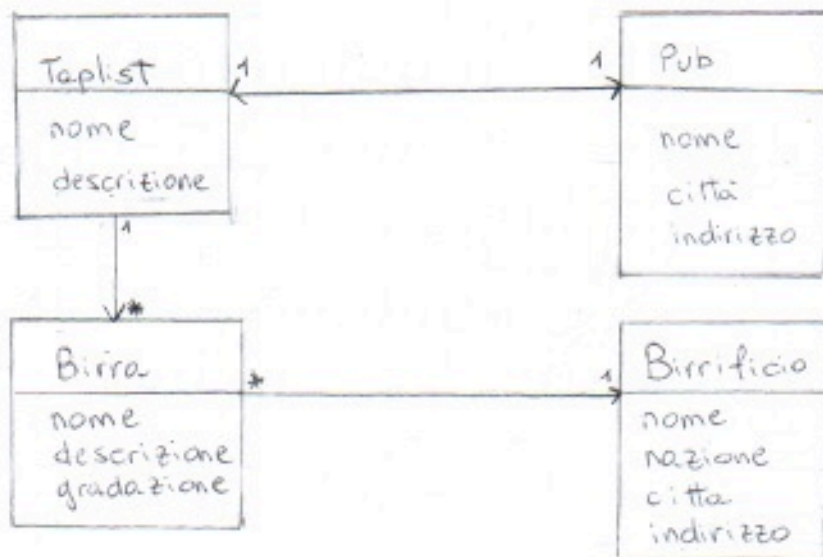 Taplist
nome
descrizione
1
1
Pub
nome
città
indirizzo
1
*
Birra
nome
descrizione
gradazione
*
1
Birrificio
nome
nazione
citta
indirizzo